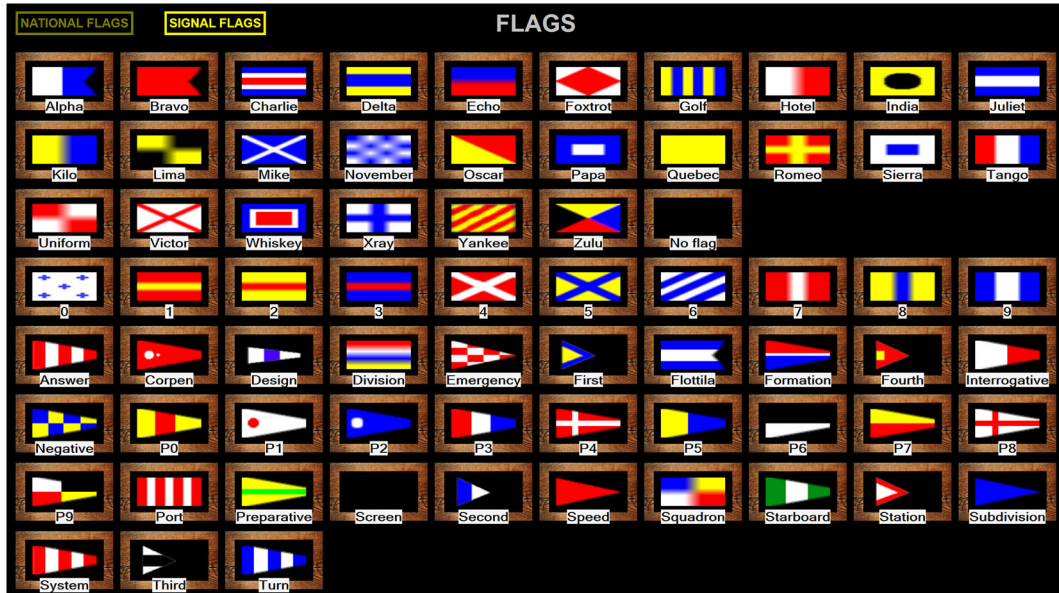 NATIONAL FLAGS SIGNAL FLAGS FLAGS
Alpha Bravo Charlie Delta Echo Foxtrot Golf Hotel India Juliet
Kilo Lima Mike November Oscar Papa Quebec Romeo Sierra Tango
Uniform Victor Whiskey Xray Yankee Zulu No flag
0 1 2 3 4 5 6 7 8 9
Answer Corpen Design Division Emergency First Flottila Formation Fourth Interrogative
Negative P0 P1 P2 P3 P4 P5 P6 P7 P8
P9 Port Preparative Screen Second Speed Squadron Starboard Station Subdivision
System Third Turn